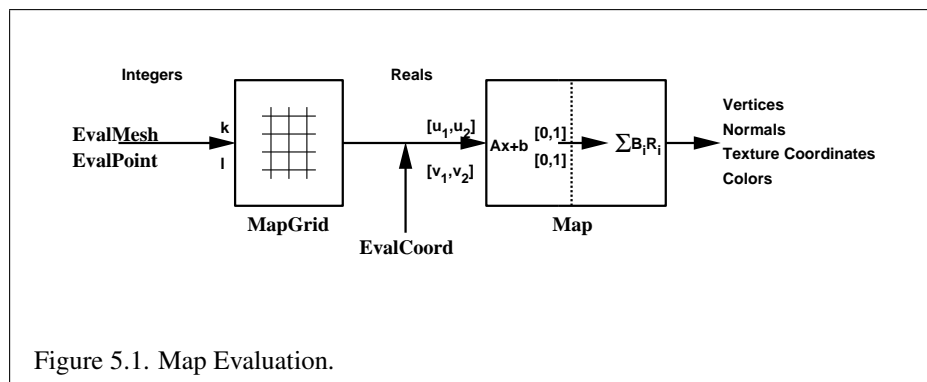 Integers
Reals
EvalMesh
EvalPoint
k
l
MapGrid
[u1,u2]
[v1,v2]
EvalCoord
Ax+b
[0,1]
[0,1]
∑BiRi
Map
Vertices
Normals
Texture Coordinates
Colors
Figure 5.1. Map Evaluation.